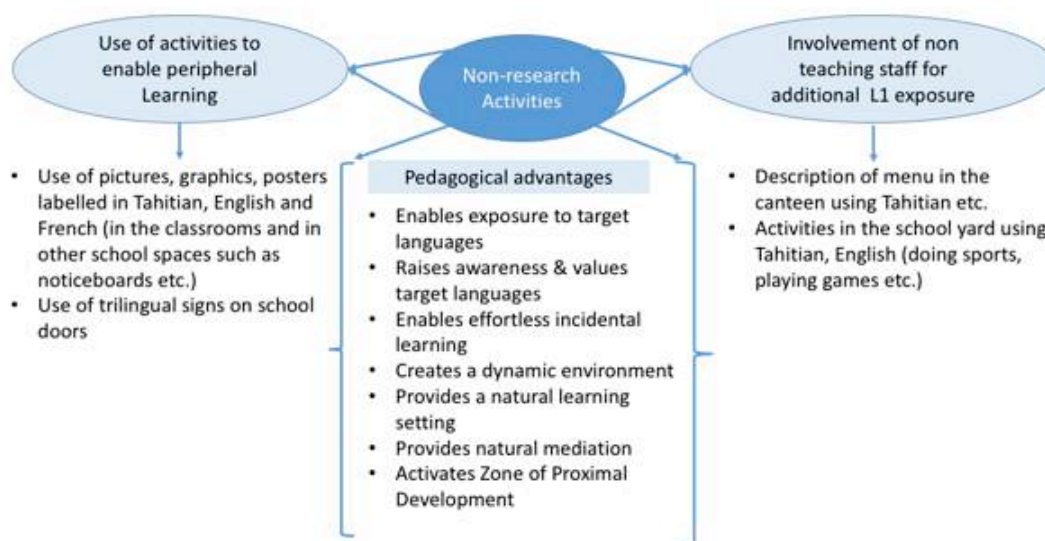 Use of activities to
enable peripheral
Learning
Non-research
Activities
Involvement of non
teaching staff for
additional L1 exposure
• Use of pictures, graphics, posters
labelled in Tahitian, English and
French (in the classrooms and in
other school spaces such as
noticeboards etc.)
• Use of trilingual signs on school
doors
Pedagogical advantages
• Enables exposure to target
languages
• Raises awareness & values
target languages
• Enables effortless incidental
learning
• Creates a dynamic environment
• Provides a natural learning
setting
• Provides natural mediation
• Activates Zone of Proximal
Development
• Description of menu in the
canteen using Tahitian etc.
• Activities in the school yard using
Tahitian, English (doing sports,
playing games etc.)